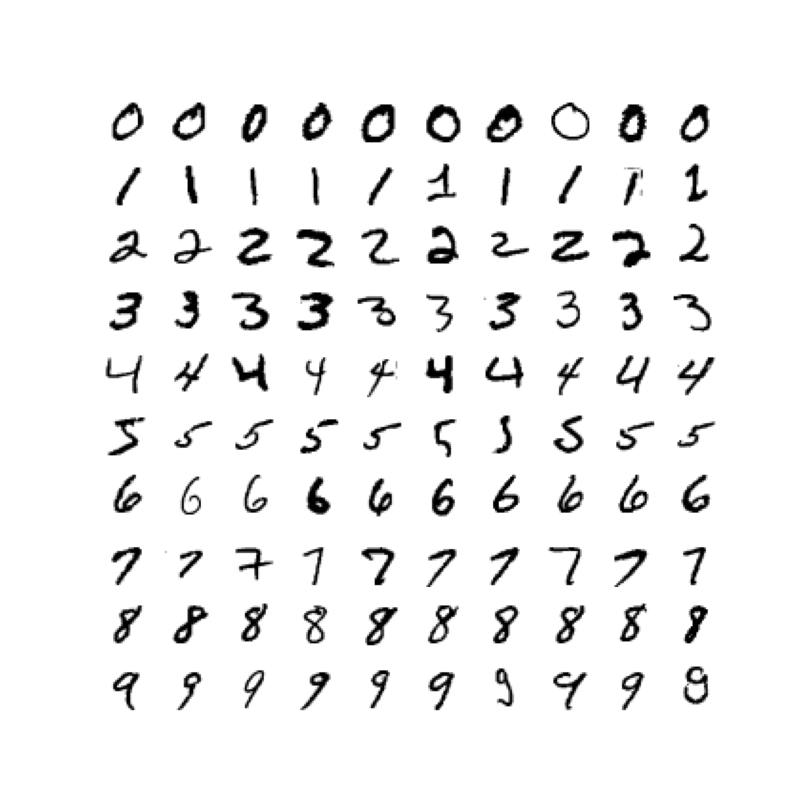 0 0 0 0 0 0 0 0 0 0
1 1 1 1 1 1 1 1 1 1
2 2 2 2 2 2 2 2 2 2
3 3 3 3 3 3 3 3 3 3
4 4 4 4 4 4 4 4 4 4
5 5 5 5 5 5 5 5 5 5
6 6 6 6 6 6 6 6 6 6
7 7 7 7 7 7 7 7 7 7
8 8 8 8 8 8 8 8 8 8
9 9 9 9 9 9 9 9 9 9